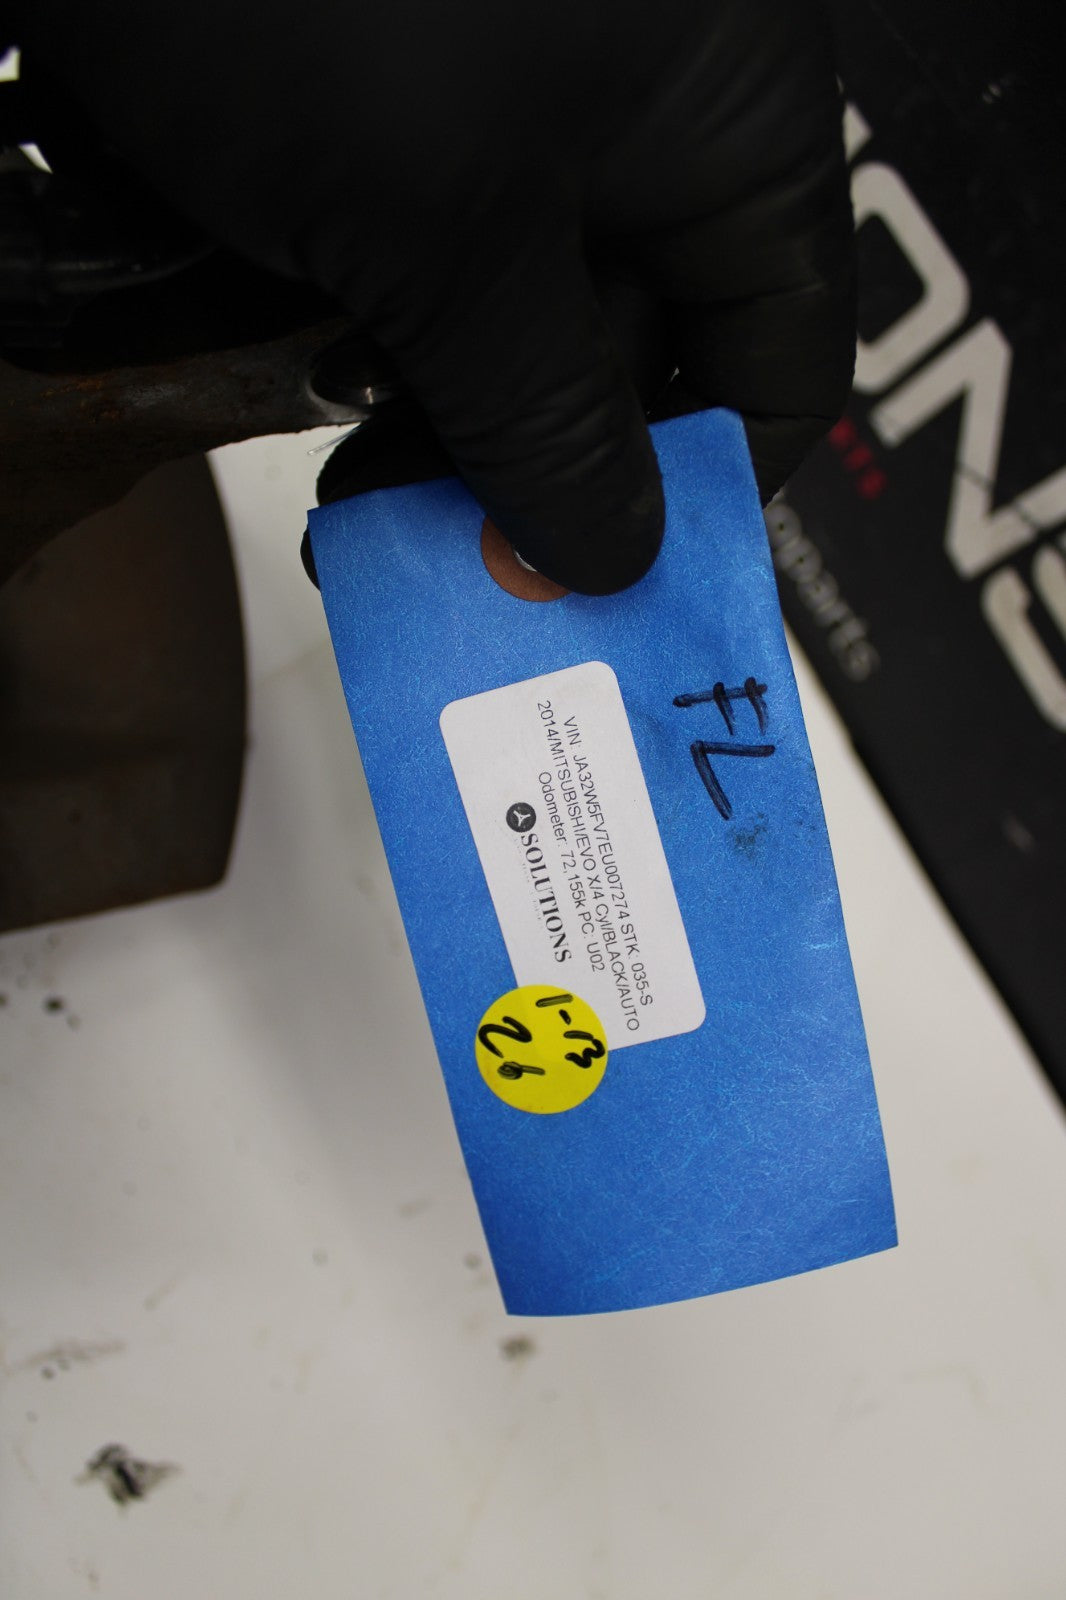 FL
VIN: JA32W5FV7EU007274 STK: 035-S
2014/MITSUBISHI/EVO X/4 Cyl/BLACK/AUTO
Odometer: 72,155k PC: U02
SOLUTIONS
1-13
26